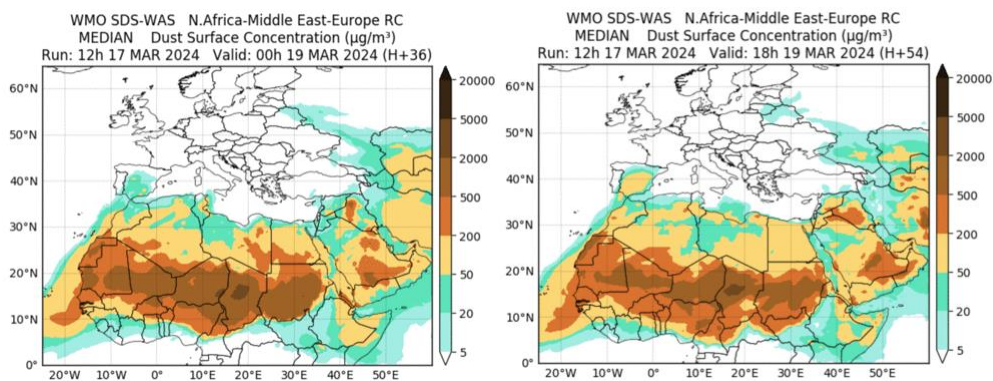 WMO SDS-WAS N.Africa-Middle East-Europe RC
MEDIAN Dust Surface Concentration (μg/m³)
Run: 12h 17 MAR 2024 Valid: 00h 19 MAR 2024 (H+36)
60°N
50°N
40°N
30°N
20°N
10°N
0°
20°W
10°W
0°
10°E
20°E
30°E
40°E
50°E
20000
5000
2000
500
200
50
20
5
WMO SDS-WAS N.Africa-Middle East-Europe RC
MEDIAN Dust Surface Concentration (μg/m³)
Run: 12h 17 MAR 2024 Valid: 18h 19 MAR 2024 (H+54)
60°N
50°N
40°N
30°N
20°N
10°N
0°
20°W
10°W
0°
10°E
20°E
30°E
40°E
50°E
20000
5000
2000
500
200
50
20
5